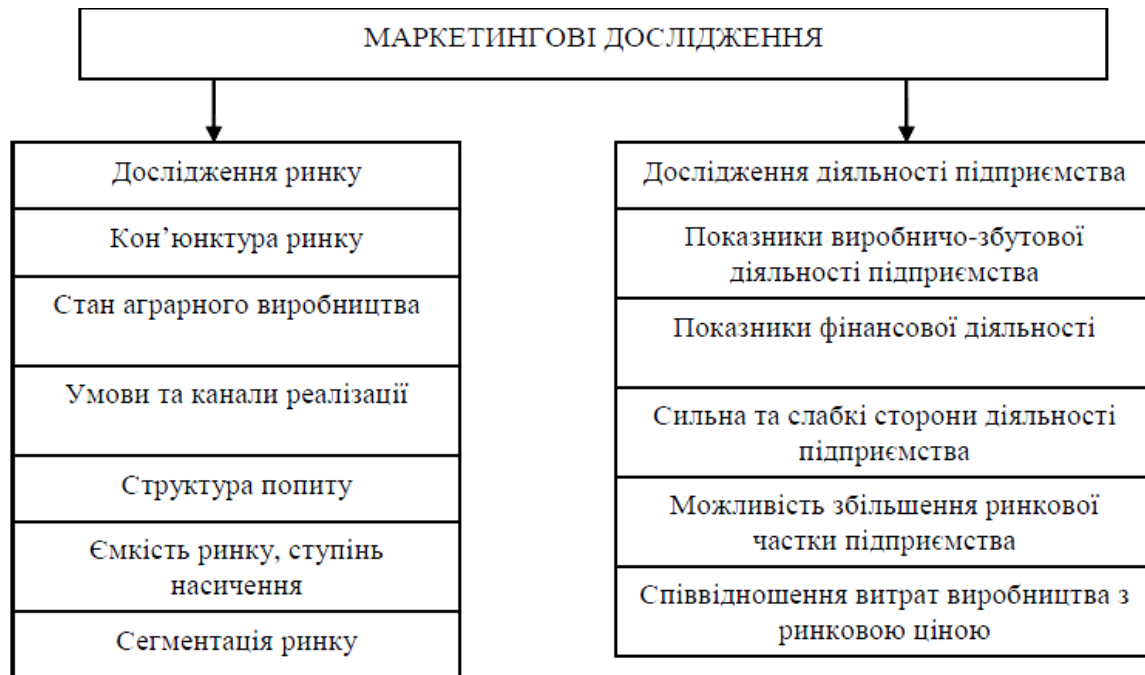 МАРКЕТИНГОВІ ДОСЛІДЖЕННЯ
Дослідження ринку
Кон’юнктура ринку
Стан аграрного виробництва
Умови та канали реалізації
Структура попиту
Ємкість ринку, ступінь
насичення
Сегментація ринку
Дослідження діяльності підприємства
Показники виробничо-збутової
діяльності підприємства
Показники фінансової діяльності
Сильна та слабкі сторони діяльності
підприємства
Можливість збільшення ринкової
частки підприємства
Співвідношення витрат виробництва з
ринковою ціною